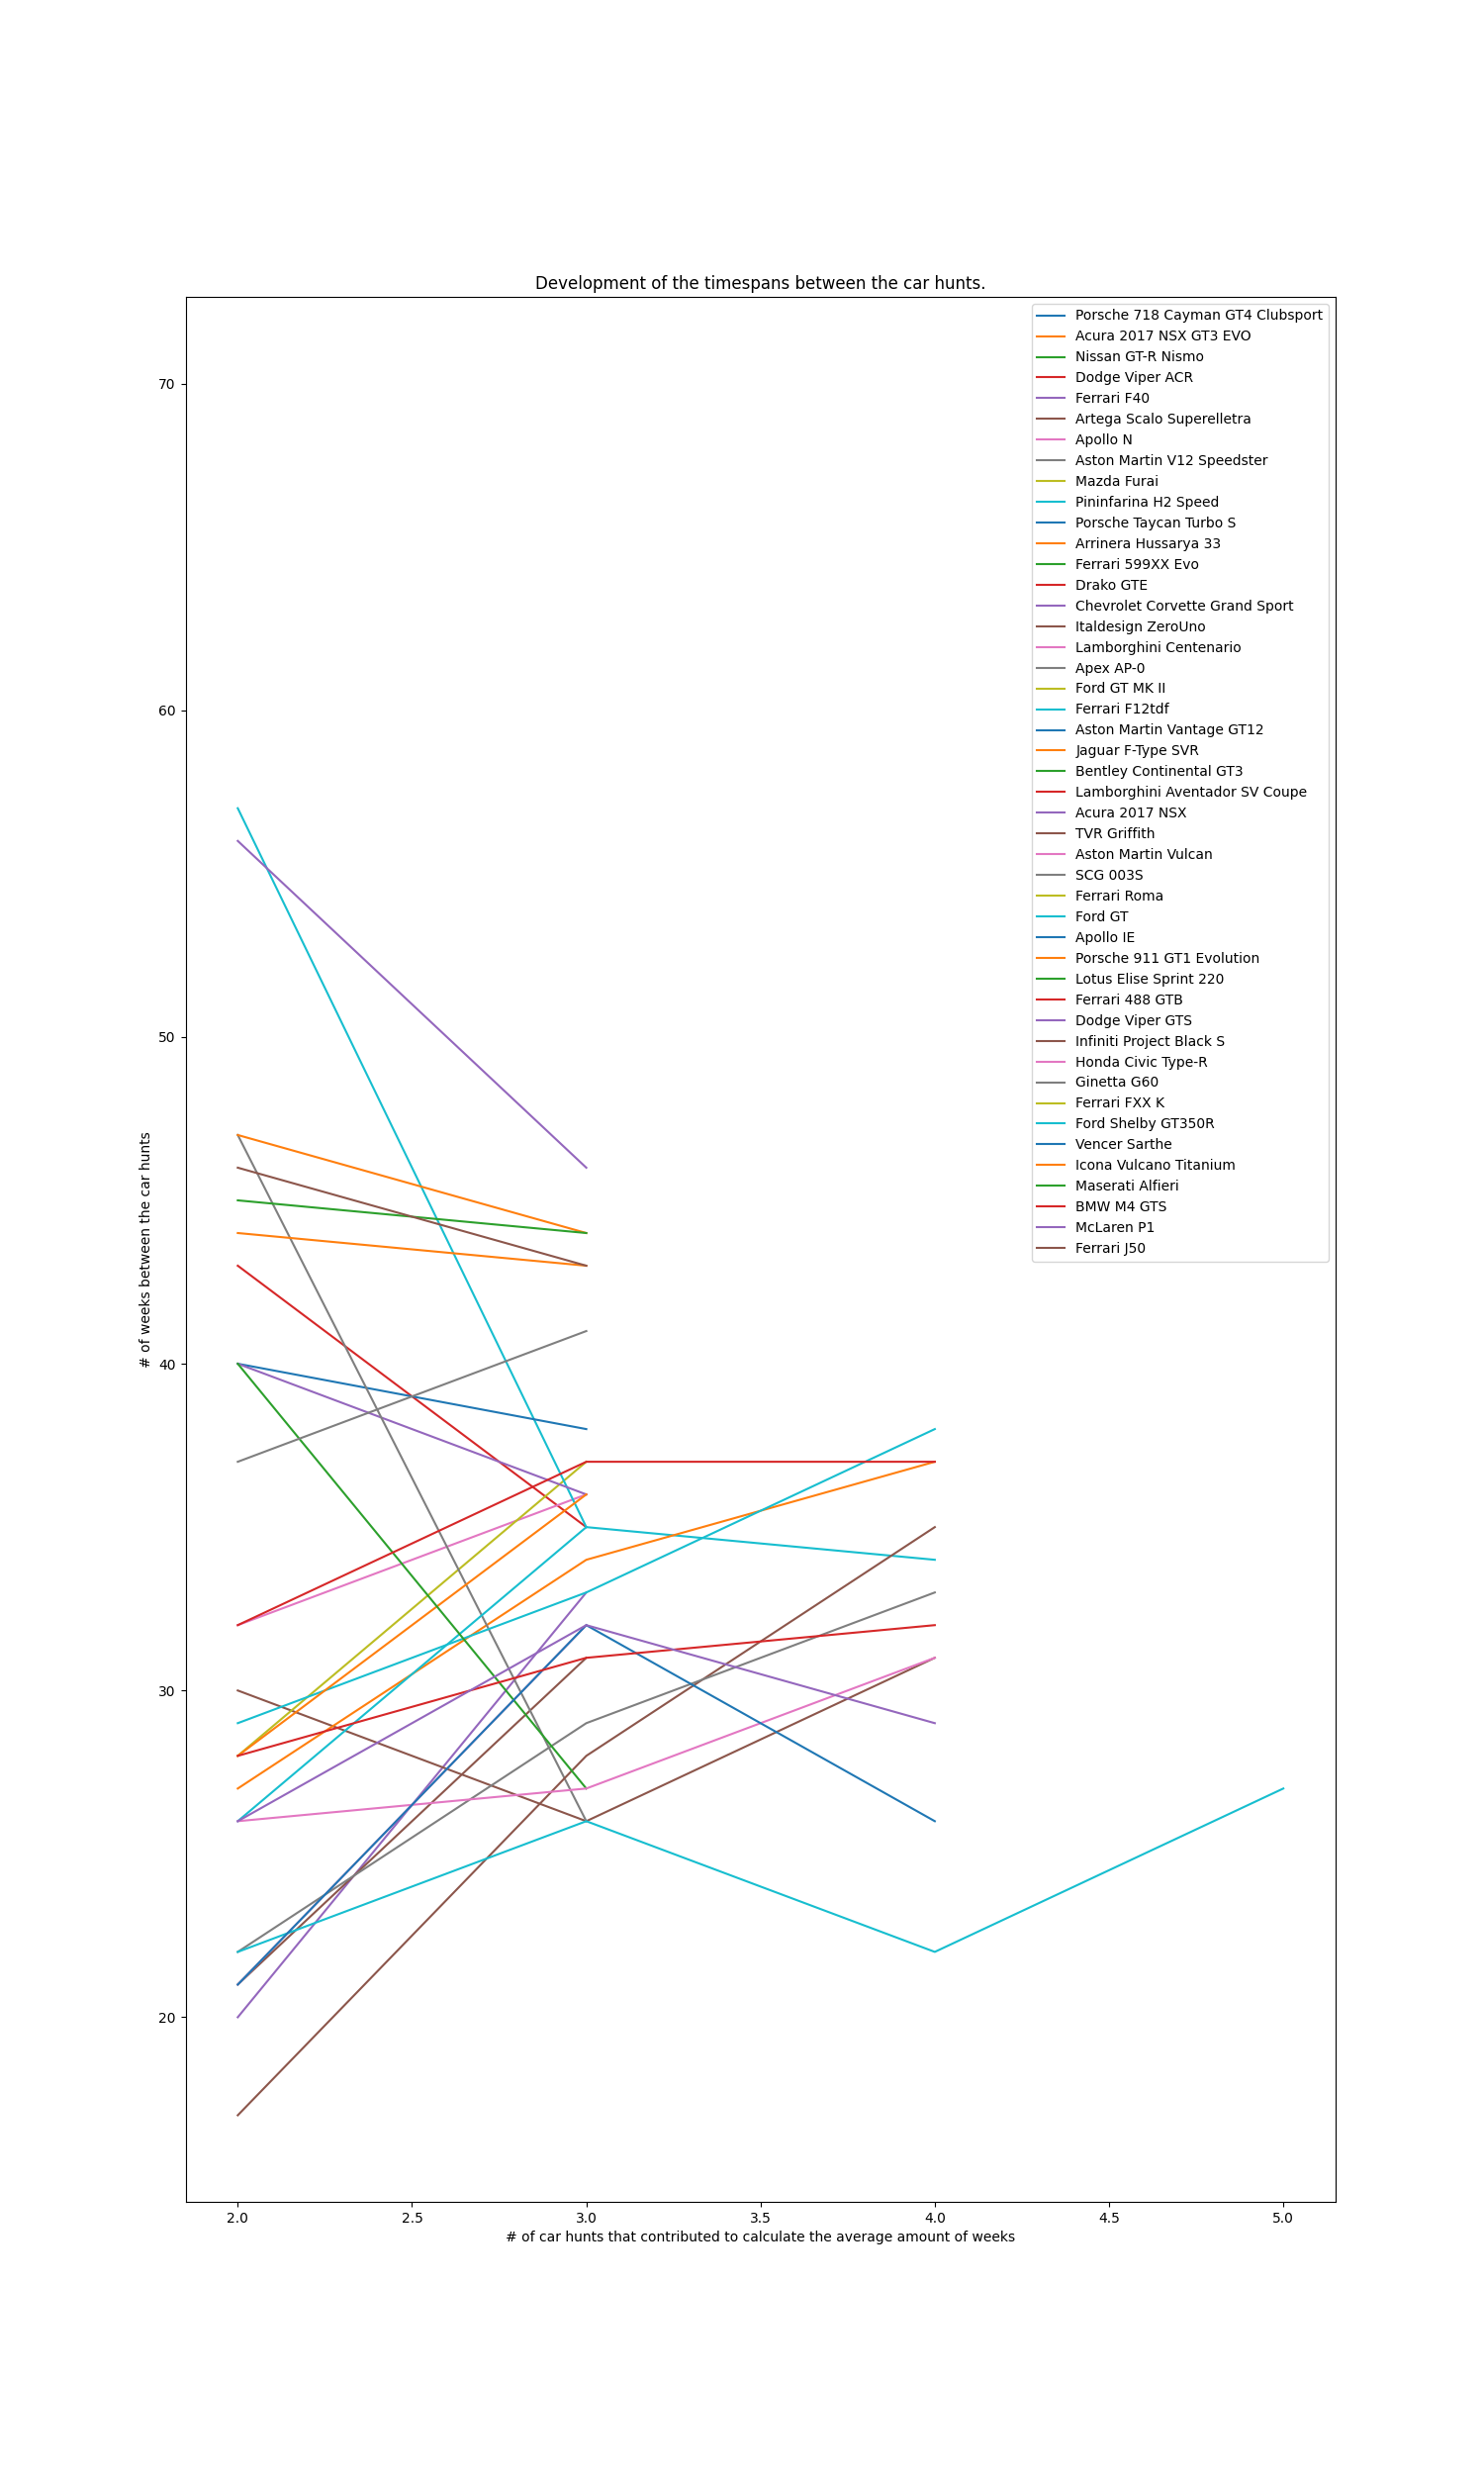 Development of the timespans between the car hunts.
Porsche 718 Cayman GT4 Clubsport
Acura 2017 NSX GT3 EVO
Nissan GT-R Nismo
Dodge Viper ACR
Ferrari F40
Artega Scalo Superelletra
Apollo N
Aston Martin V12 Speedster
Mazda Furai
Pininfarina H2 Speed
Porsche Taycan Turbo S
Arrinera Hussarya 33
Ferrari 599XX Evo
Drako GTE
Chevrolet Corvette Grand Sport
Italdesign ZeroUno
Lamborghini Centenario
Apex AP-0
Ford GT MK II
Ferrari F12tdf
Aston Martin Vantage GT12
Jaguar F-Type SVR
Bentley Continental GT3
Lamborghini Aventador SV Coupe
Acura 2017 NSX
TVR Griffith
Aston Martin Vulcan
SCG 003S
Ferrari Roma
Ford GT
Apollo IE
Porsche 911 GT1 Evolution
Lotus Elise Sprint 220
Ferrari 488 GTB
Dodge Viper GTS
Infiniti Project Black S
Honda Civic Type-R
Ginetta G60
Ferrari FXX K
Ford Shelby GT350R
Vencer Sarthe
Icona Vulcano Titanium
Maserati Alfieri
BMW M4 GTS
McLaren P1
Ferrari J50
# of weeks between the car hunts
70
60
50
40
30
20
2.0 2.5 3.0 3.5 4.0 4.5 5.0
# of car hunts that contributed to calculate the average amount of weeks